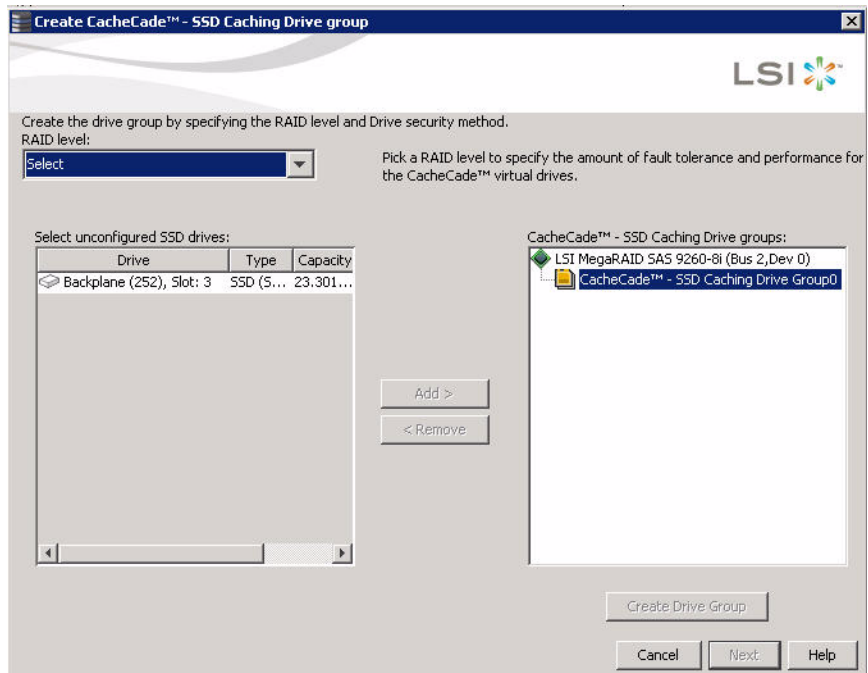 Create CacheCade™ - SSD Caching Drive group
LSI
Create the drive group by specifying the RAID level and Drive security method.
RAID level:
Select
Pick a RAID level to specify the amount of fault tolerance and performance for
the CacheCade™ virtual drives.
Select unconfigured SSD drives:
Drive Type Capacity
Backplane (252), Slot: 3 SSD (S... 23.301...
Add >
< Remove
CacheCade™ - SSD Caching Drive groups:
LSI MegaRAID SAS 9260-8i (Bus 2,Dev 0)
CacheCade™ - SSD Caching Drive Group0
Create Drive Group
Cancel Next Help